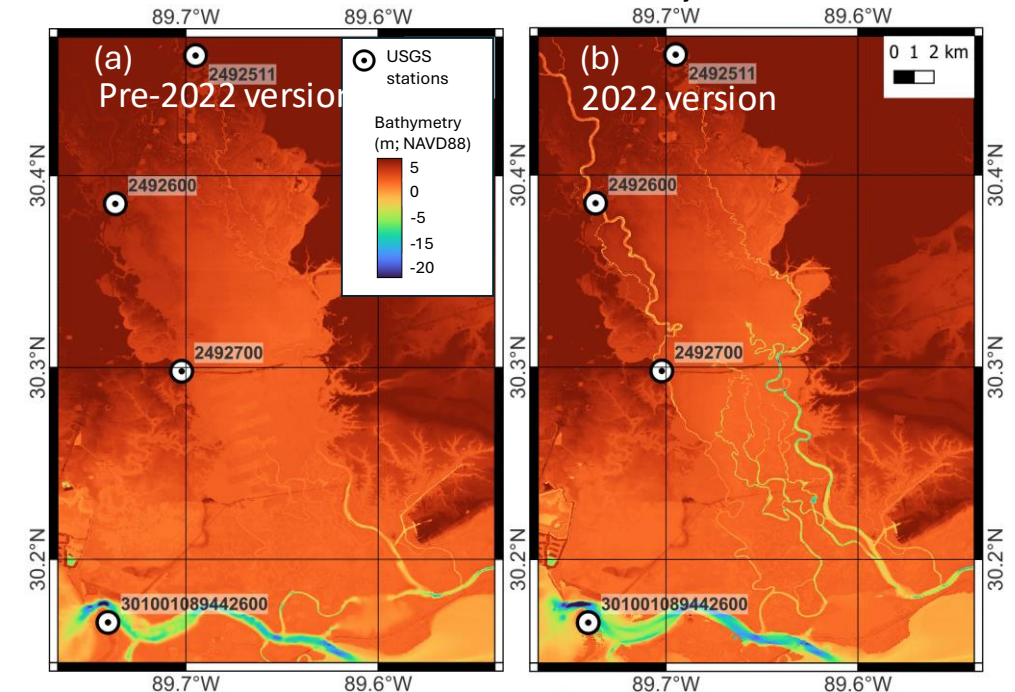 89.7°W 89.6°W 89.7°W 89.6°W
(a)
Pre-2022 version
2492511
2492600
2492700
301001089442600
USGS
stations
Bathymetry
(m; NAVD88)
5
0
-5
-15
-20
30.4°N
30.3°N
30.2°N
(b)
2022 version
0 1 2 km
2492511
2492600
2492700
301001089442600
30.4°N
30.3°N
30.2°N
30.4°N
30.3°N
30.2°N
89.7°W 89.6°W 89.7°W 89.6°W